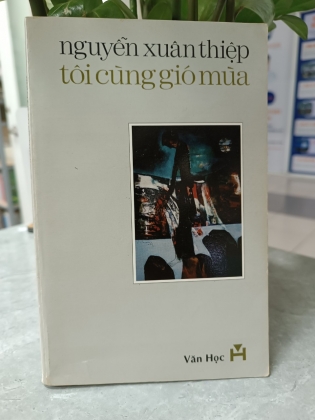 nguyễn xuân thiệp
tôi cùng gió mùa
Văn Học